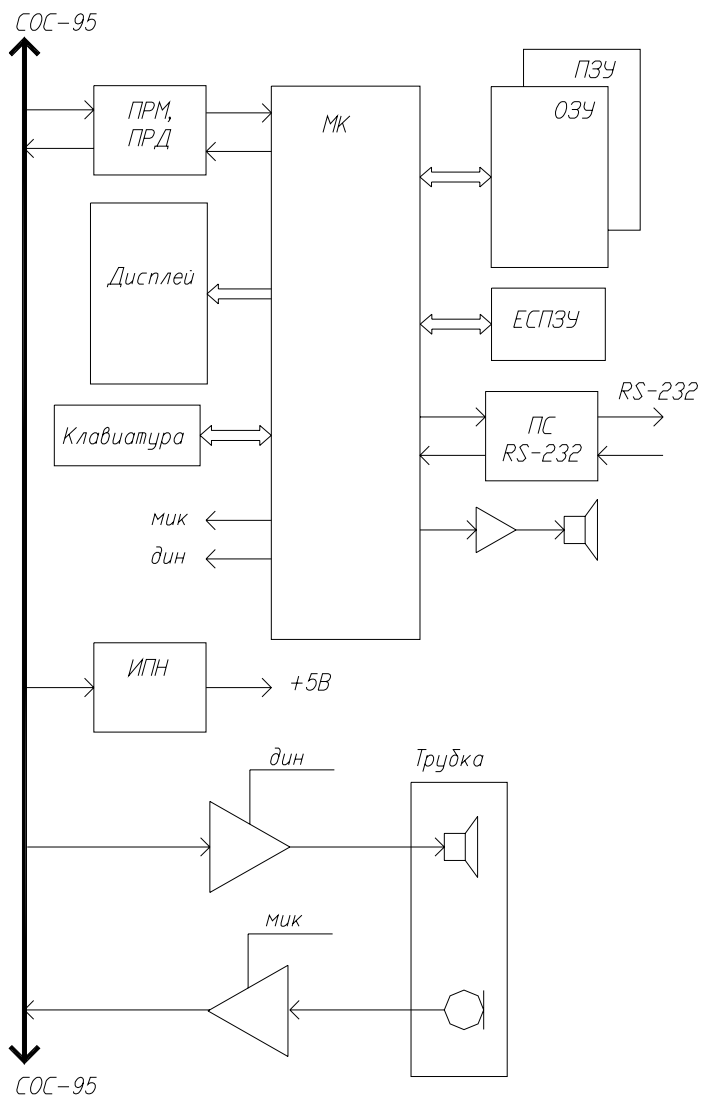 СОС-95
ПЗУ
ОЗУ
ПРМ,
ПРД
МК
Дисплей
ЕСПЗУ
RS-232
Клавиатура
ПС
RS-232
мик
дин
ИПН
+5В
дин
Трубка
мик
СОС-95